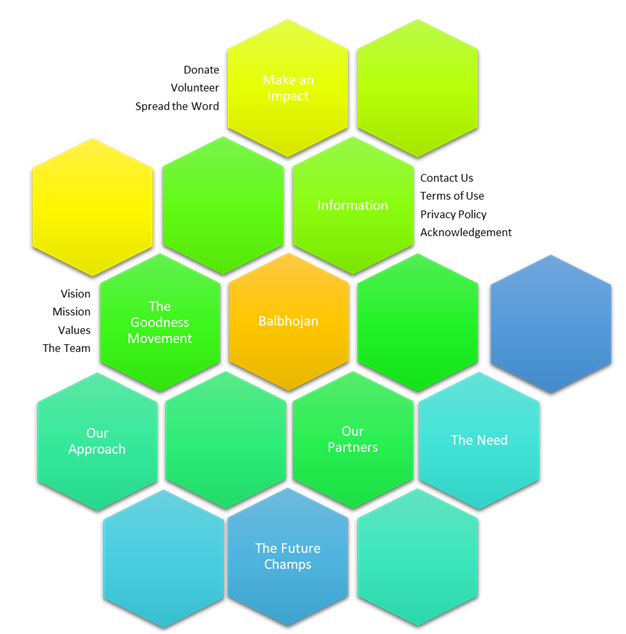 Donate
Volunteer
Spread the Word
Make an
Impact
Information
Contact Us
Terms of Use
Privacy Policy
Acknowledgement
Vision
Mission
Values
The Team
The
Goodness
Movement
Balbhojan
Our
Approach
Our
Partners
The Need
The Future
Champs